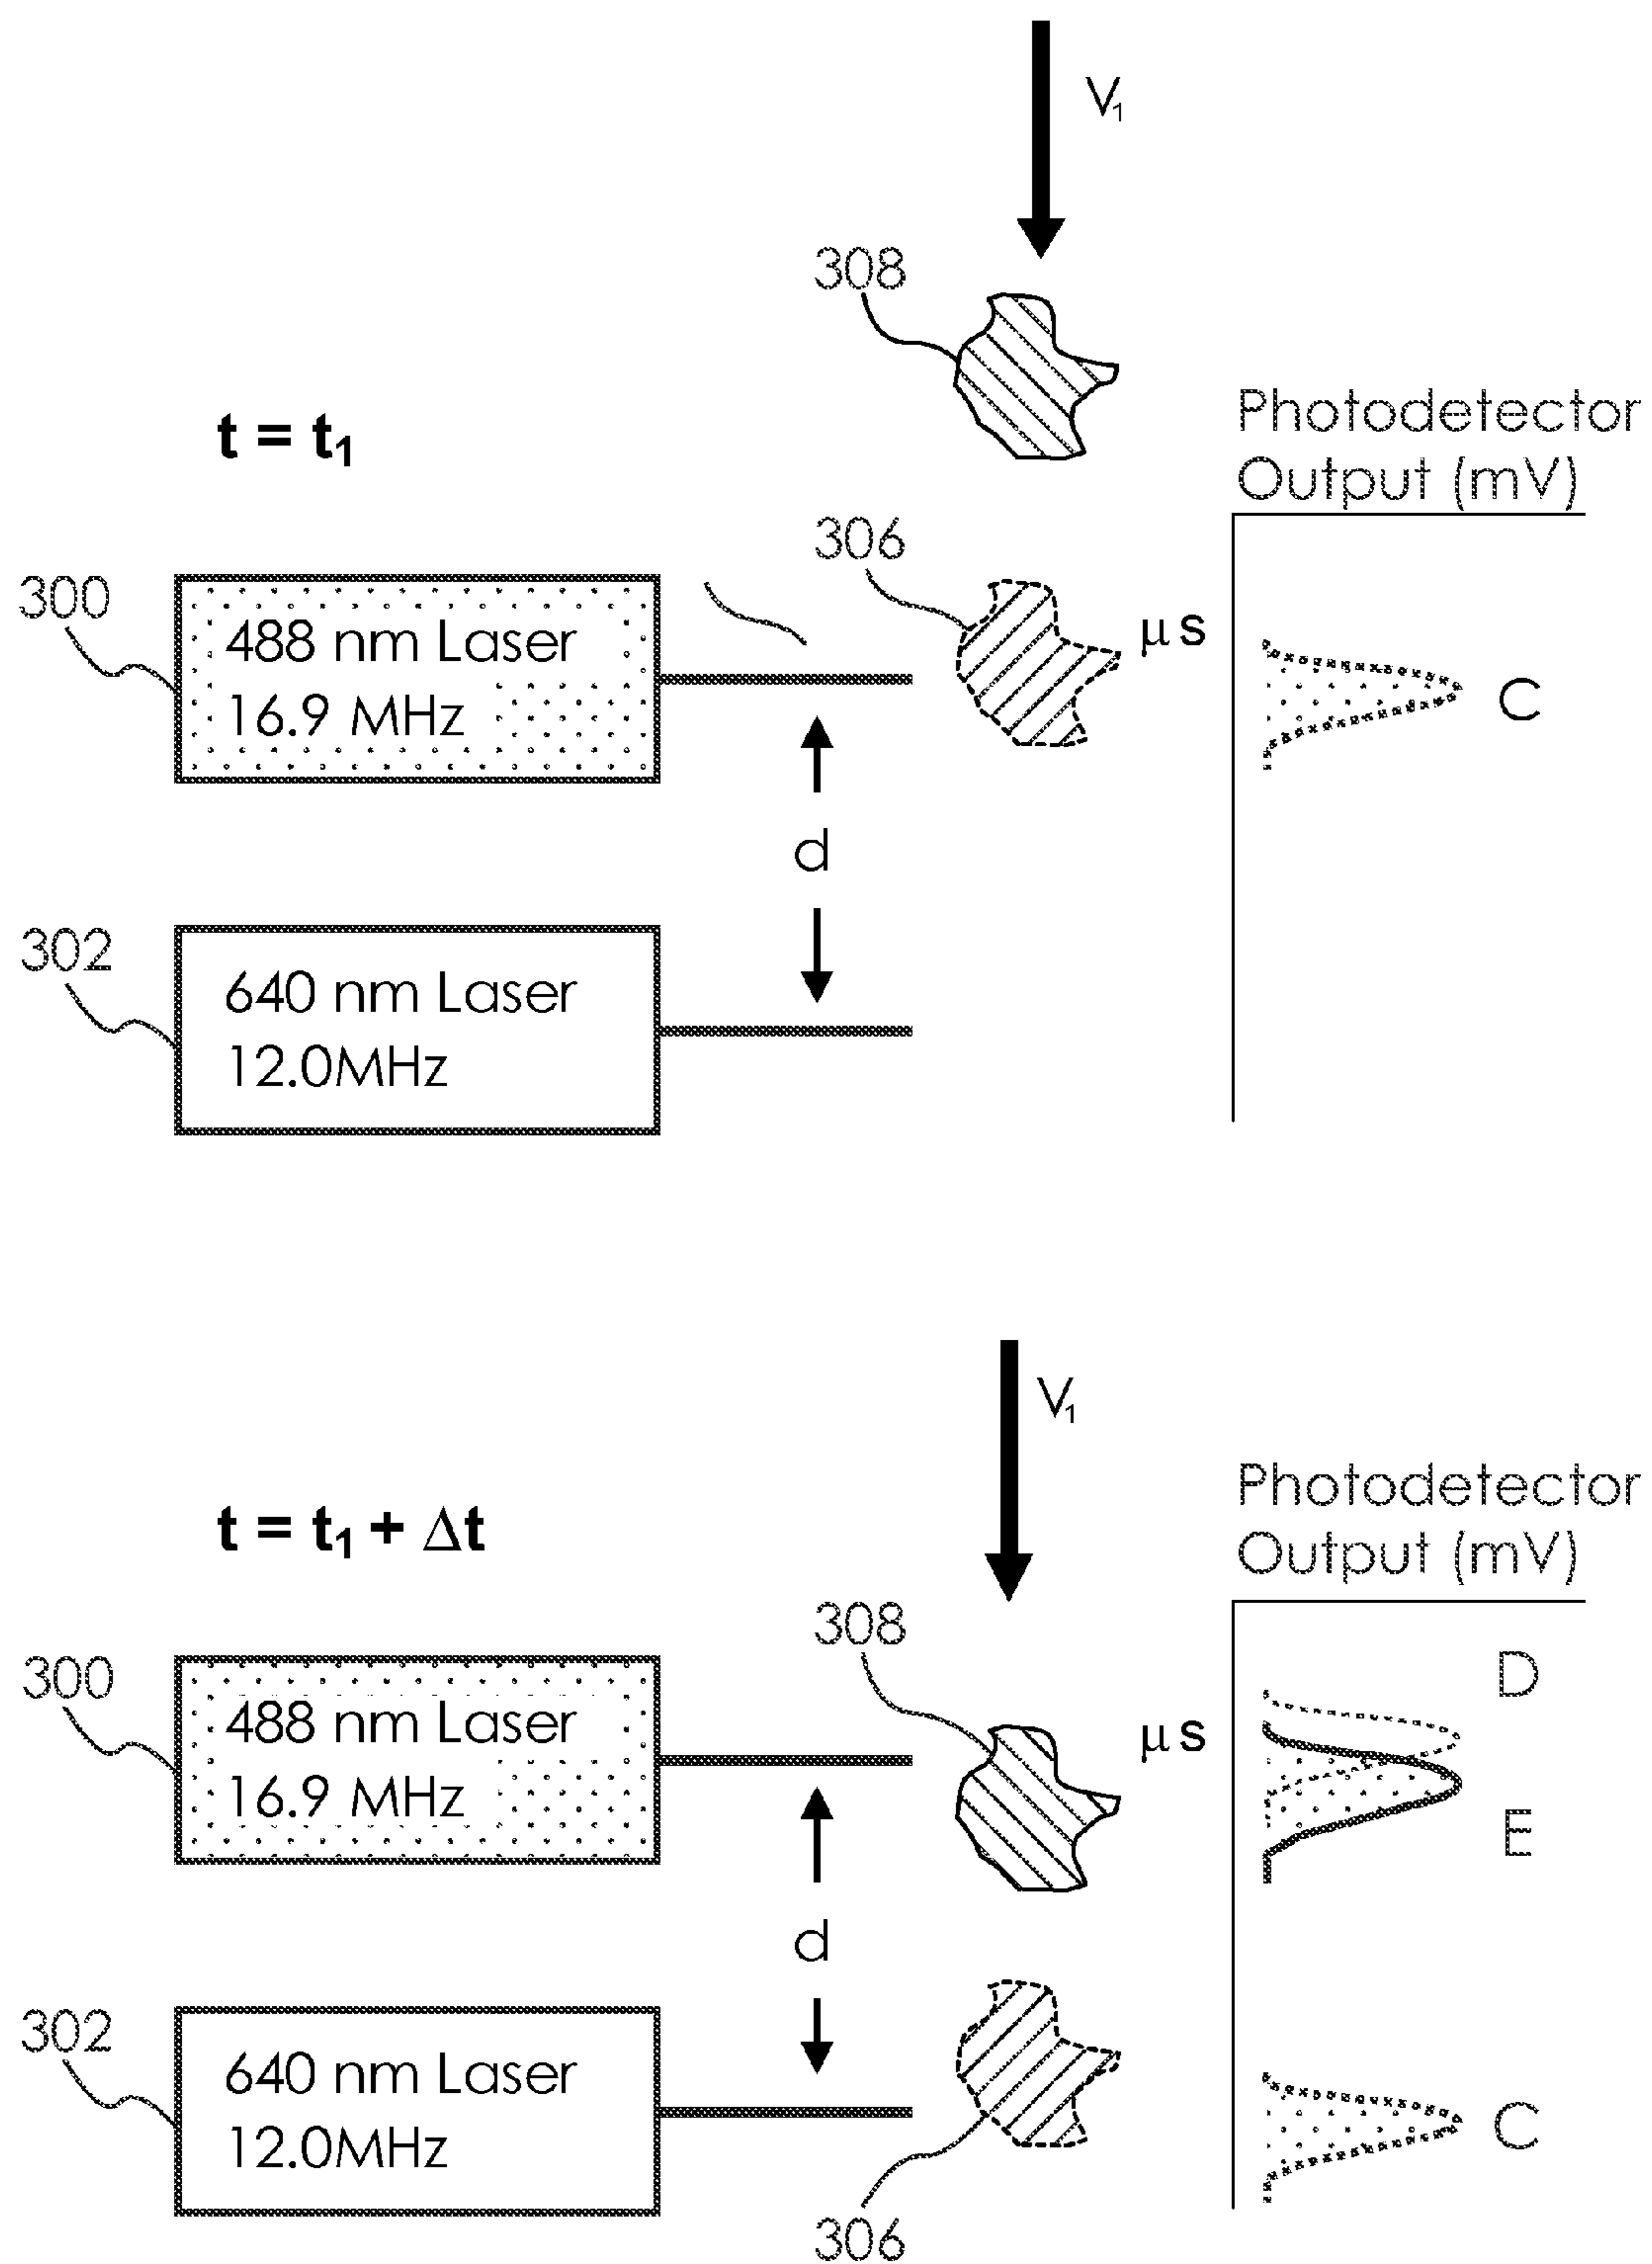 V₁
308
t = t₁
Photodetector
Output (mV)
306
300
488 nm Laser
16.9 MHz
μs
C
d
302
640 nm Laser
12.0MHz
V₁
t = t₁ + Δt
Photodetector
Output (mV)
308
300
488 nm Laser
16.9 MHz
μs
D
E
d
302
640 nm Laser
12.0MHz
C
306